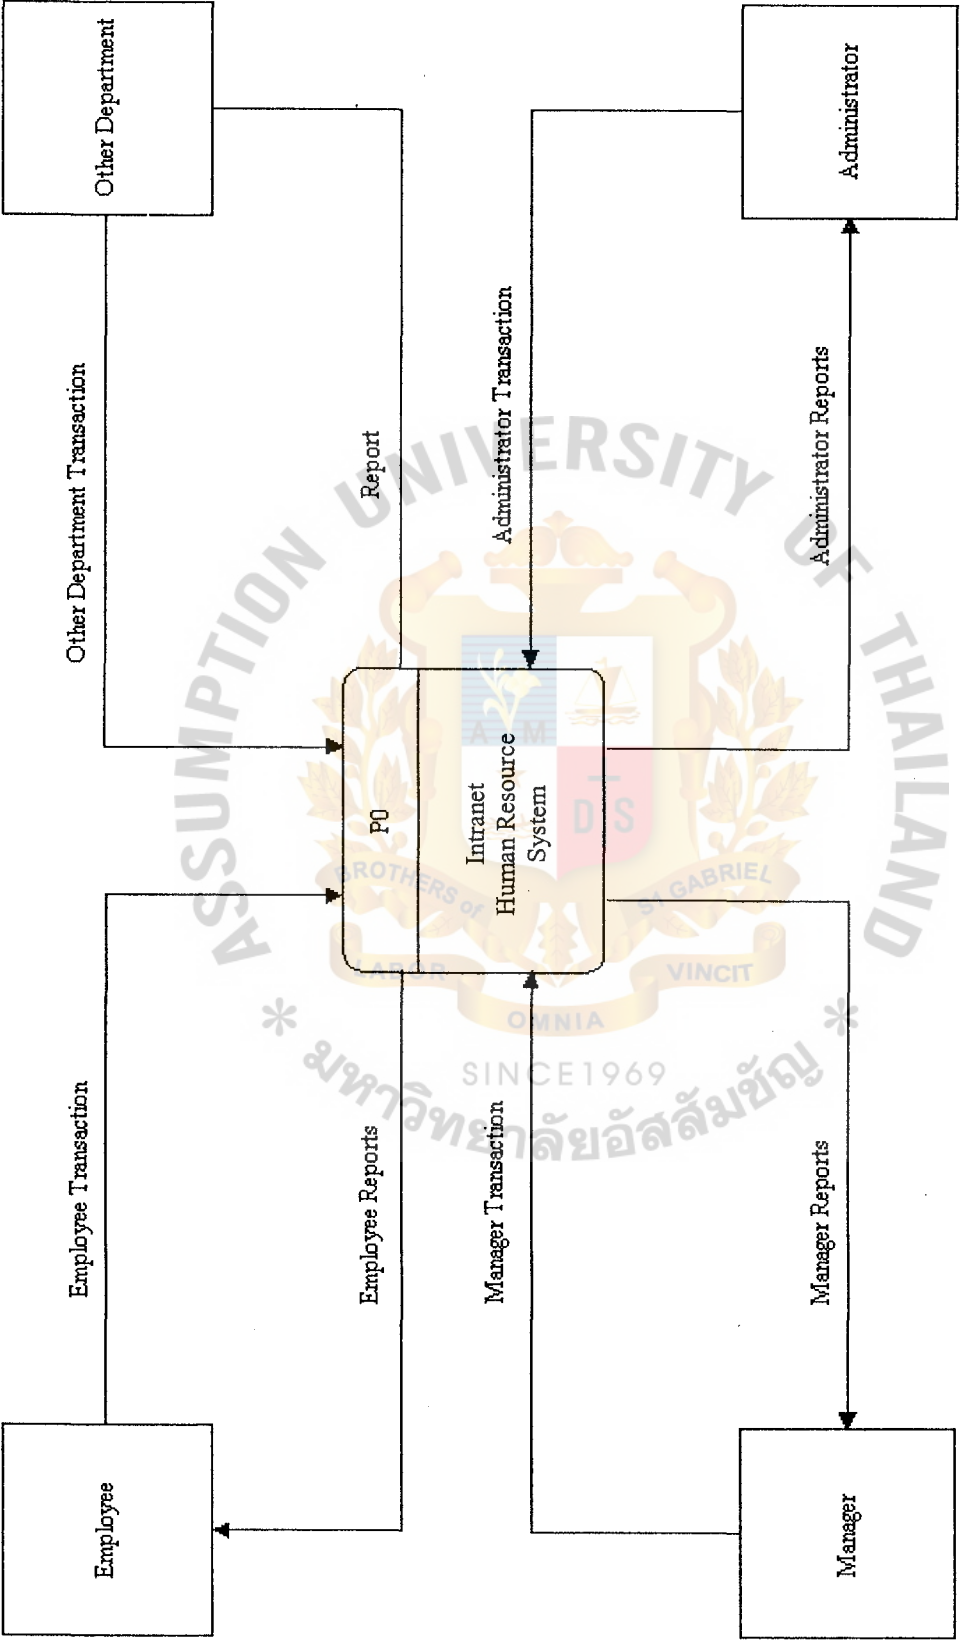 Employee
Employee Transaction
Other Department Transaction
Other Department
Employee Reports
Report
P0
Intranet
Human Resource
System
Manager Transaction
Administrator Transaction
Manager
Manager Reports
Administrator Reports
Administrator
ASSUMPTION UNIVERSITY OF THAILAND
A M
D S
BROTHERS of
ST GABRIEL
LABOR
OMNIA
VINCIT
SINCE1969
* มหาวิทยาลัยอัสสัมชัญ *